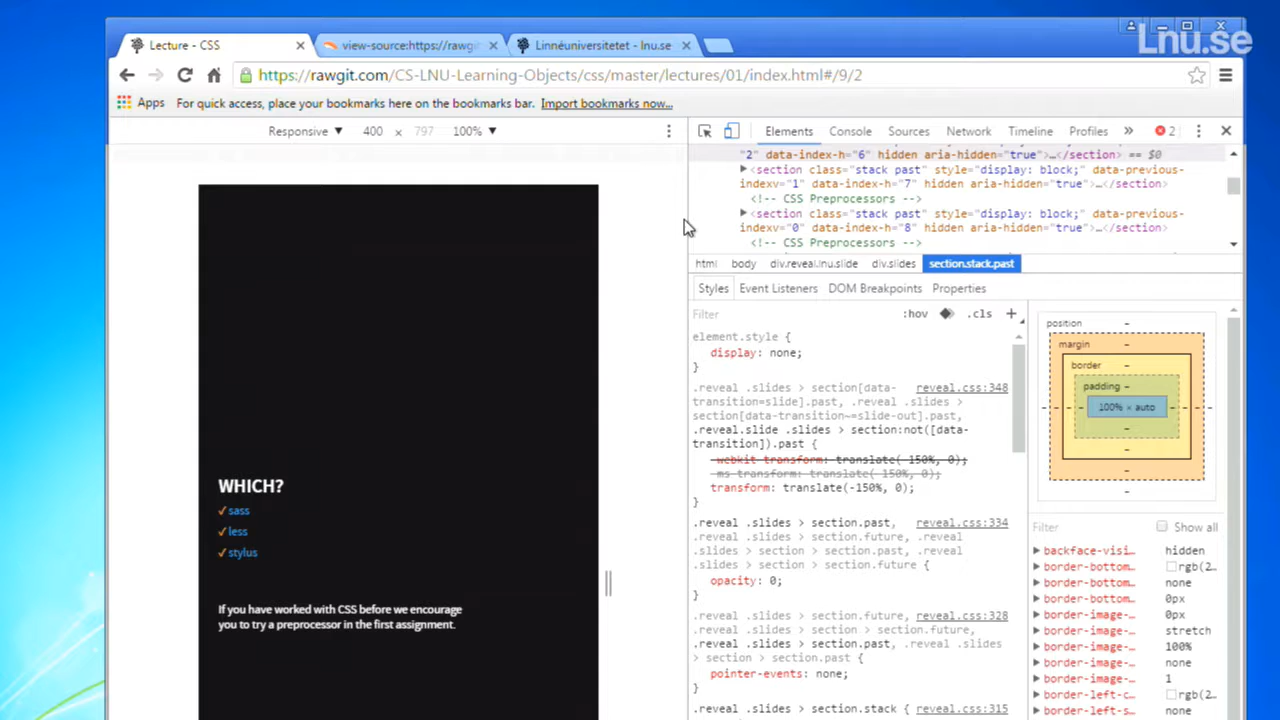 Lnu.se
Lecture - CSS
view-source:https://rawgit
Linnéuniversitetet - lnu.se
https://rawgit.com/CS-LNU-Learning-Objects/css/master/lectures/01/index.html#/9/2
Apps For quick access, place your bookmarks here on the bookmarks bar. Import bookmarks now...
Responsive ▼ 400 x 797 100% ▼
Elements Console Sources Network Timeline Profiles » 2
"2" data-index-h="6" hidden aria-hidden="true">…</section> == $0
<section class="stack past" style="display: block;" data-previous-
indexv="1" data-index-h="7" hidden aria-hidden="true">…</section>
<!-- CSS Preprocessors -->
<section class="stack past" style="display: block;" data-previous-
indexv="0" data-index-h="8" hidden aria-hidden="true">…</section>
<!-- CSS Preprocessors -->
html body div.reveal.lnu.slide div.slides section.stack.past
Styles Event Listeners DOM Breakpoints Properties
Filter :hov .cls +
element.style {
display: none;
}
.reveal .slides > section[data- reveal.css:348
transition=slide].past, .reveal .slides >
section[data-transition~=slide-out].past,
.reveal.slide .slides > section:not([data-
transition]).past {
-webkit-transform: translate(-150%, 0);
-ms-transform: translate(-150%, 0);
transform: translate(-150%, 0);
}
.reveal .slides > section.past, reveal.css:334
.reveal .slides > section.future, .reveal
.slides > section > section.past, .reveal
.slides > section > section.future {
opacity: 0;
}
.reveal .slides > section.future, reveal.css:328
.reveal .slides > section > section.future,
.reveal .slides > section.past, .reveal .slides
> section > section.past {
pointer-events: none;
}
.reveal .slides > section.stack { reveal.css:315
position -
margin -
border -
padding -
100% × auto
Filter Show all
backface-visi… hidden
border-bottom… rgb(2…
border-bottom… none
border-bottom… 0px
border-image-… 0px
border-image-… stretch
border-image-… 100%
border-image-… none
border-image-… 1
border-left-c… rgb(2…
border-left-s… none
WHICH?
✓ sass
✓ less
✓ stylus
If you have worked with CSS before we encourage
you to try a preprocessor in the first assignment.